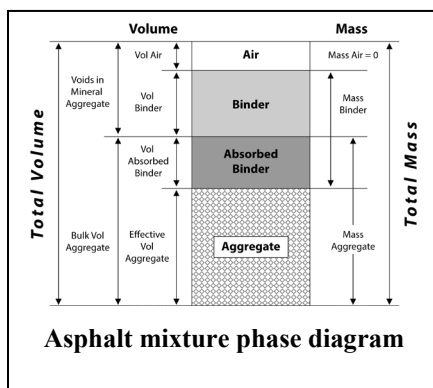 Volume
Mass
Vol Air
Air
Mass Air = 0
Voids in
Mineral
Aggregate
Vol
Binder
Binder
Mass
Binder
Vol
Absorbed
Binder
Absorbed
Binder
Total Volume
Total Mass
Bulk Vol
Aggregate
Effective
Vol
Aggregate
Aggregate
Mass
Aggregate
Asphalt mixture phase diagram